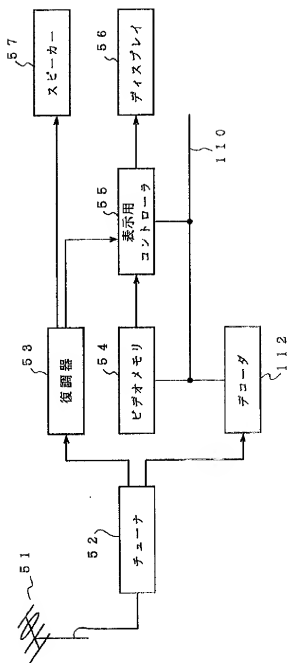 ５１
５２
チューナ
５３
復調器
５４
ビデオメモリ
１１２
デコーダ
５５
表示用
コントローラ
１１０
５７
スピーカー
５６
ディスプレイ